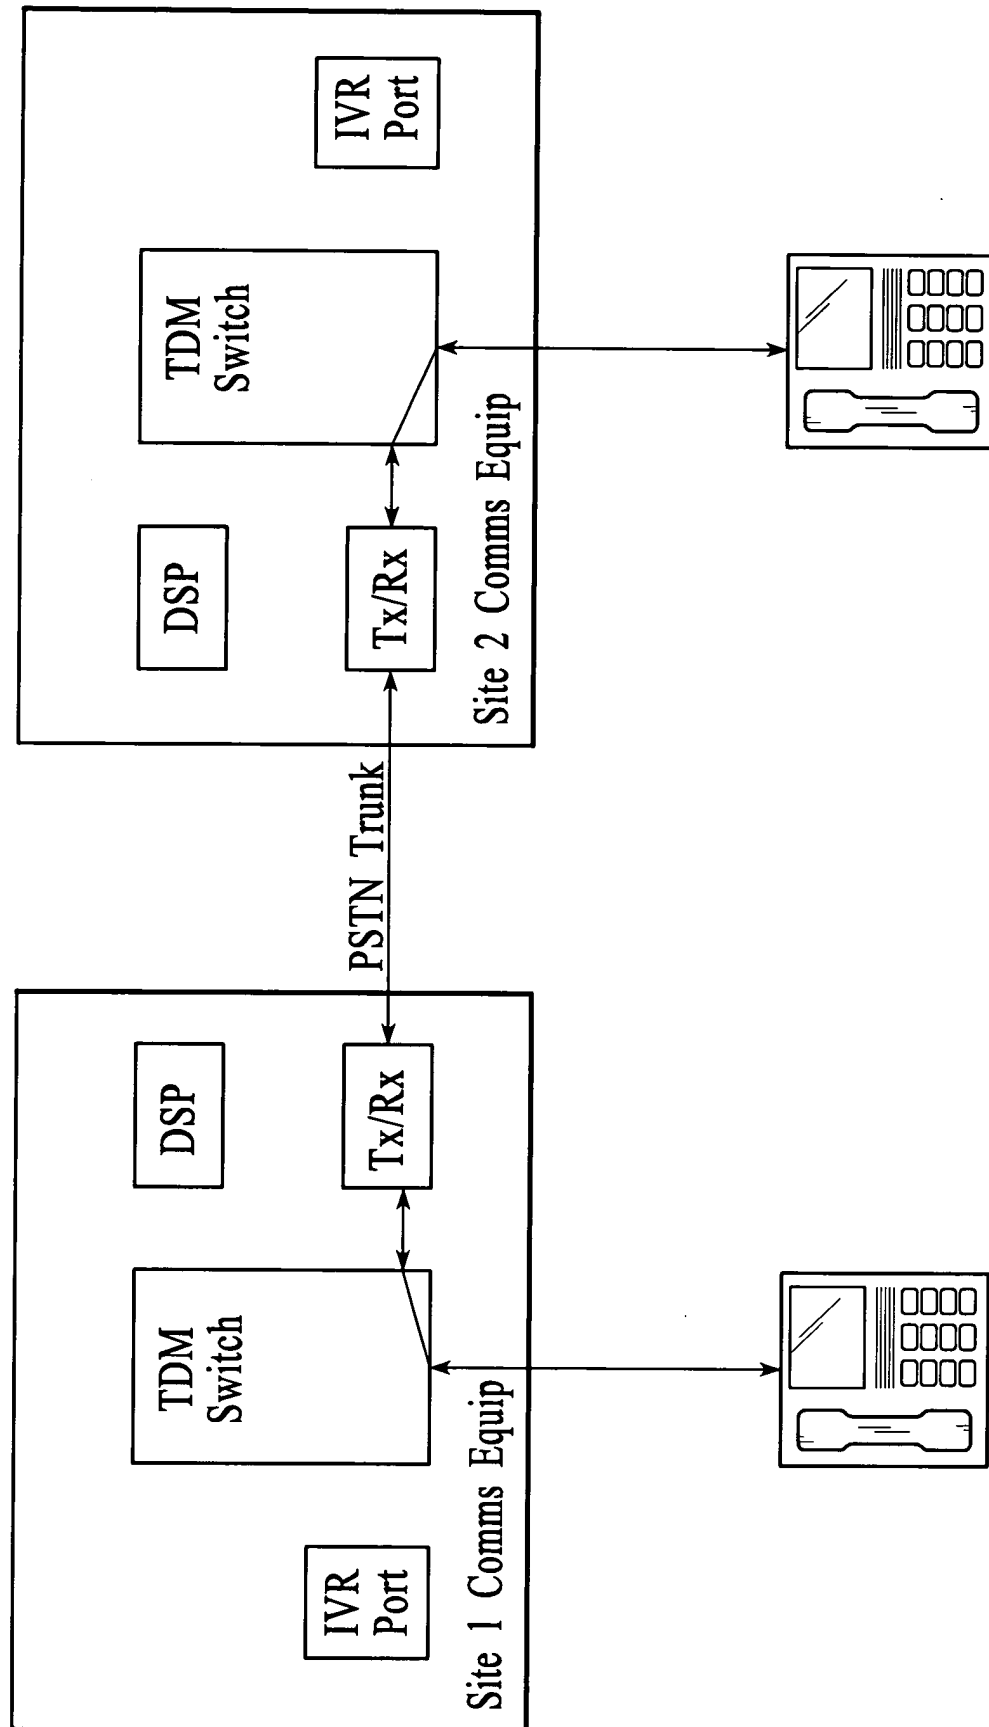 IVR
Port
TDM
Switch
DSP
Tx/Rx
Site 1 Comms Equip
PSTN Trunk
DSP
Tx/Rx
TDM
Switch
IVR
Port
Site 2 Comms Equip